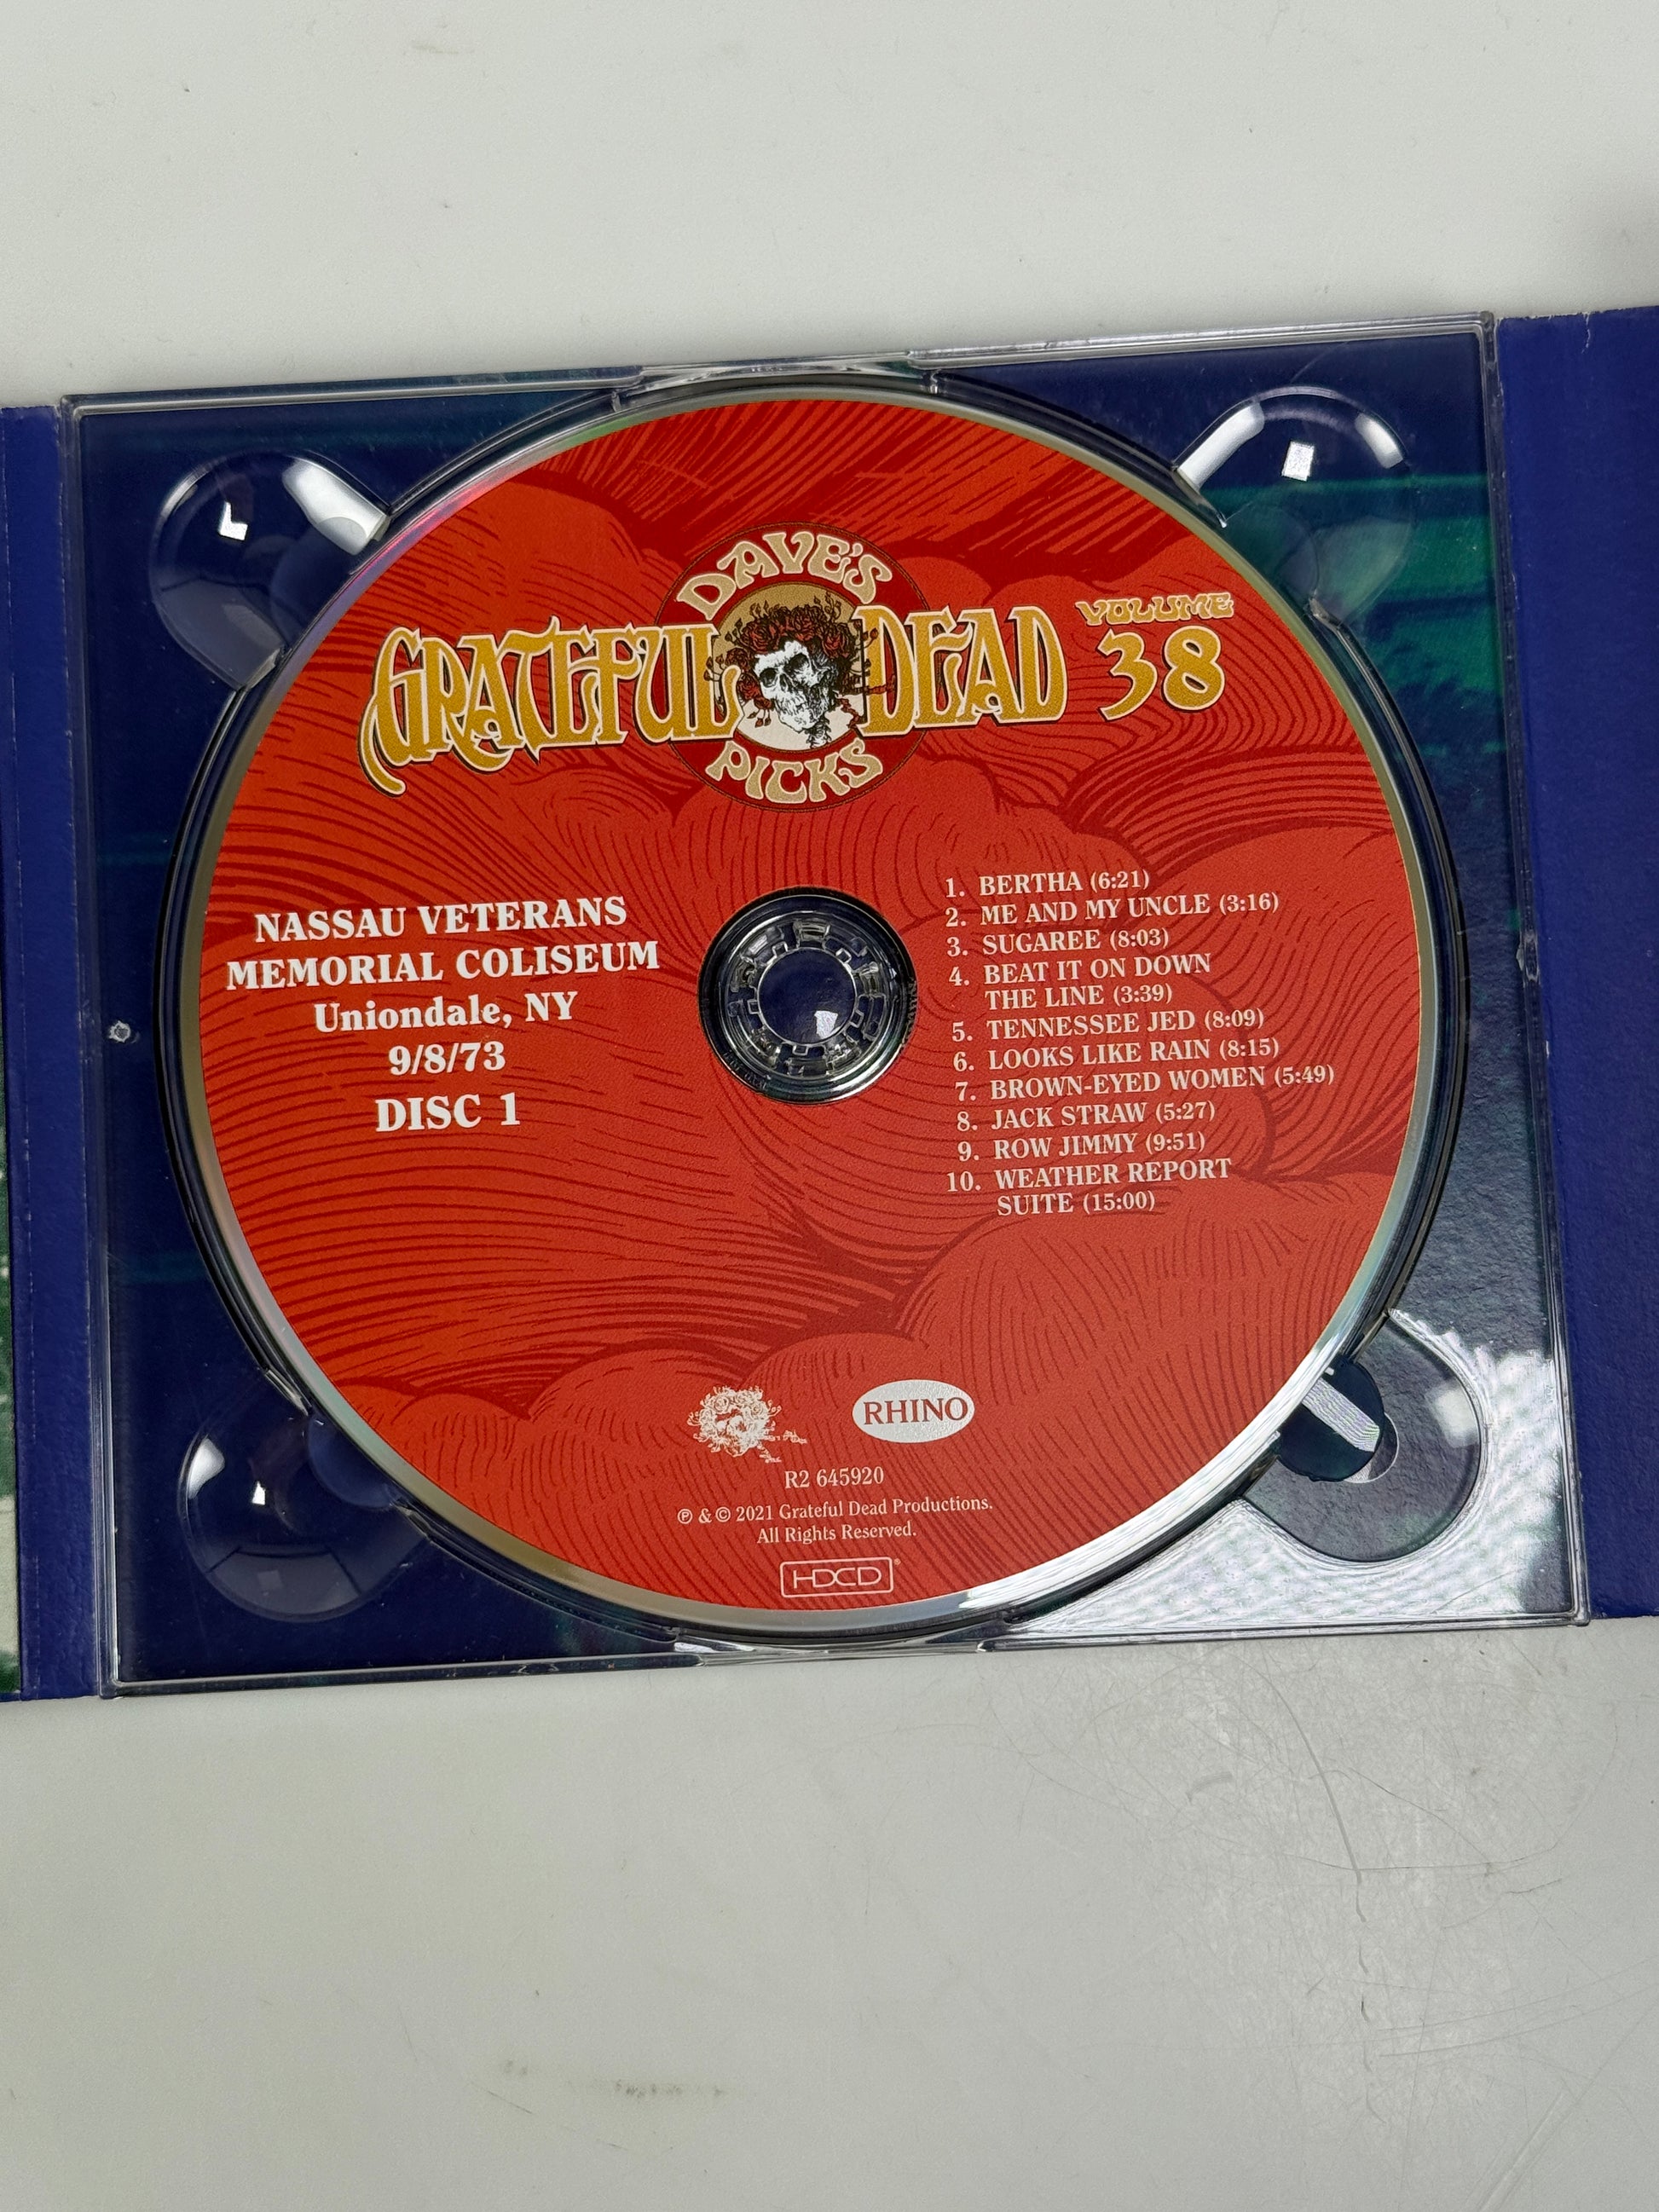 DAVE'S
GRATEFUL DEAD
VOLUME
38
PICKS
NASSAU VETERANS
MEMORIAL COLISEUM
Uniondale, NY
9/8/73
DISC 1
1. BERTHA (6:21)
2. ME AND MY UNCLE (3:16)
3. SUGAREE (8:03)
4. BEAT IT ON DOWN
THE LINE (3:39)
5. TENNESSEE JED (8:09)
6. LOOKS LIKE RAIN (8:15)
7. BROWN-EYED WOMEN (5:49)
8. JACK STRAW (5:27)
9. ROW JIMMY (9:51)
10. WEATHER REPORT
SUITE (15:00)
RHINO
R2 645920
℗ & © 2021 Grateful Dead Productions.
All Rights Reserved.
HDCD®